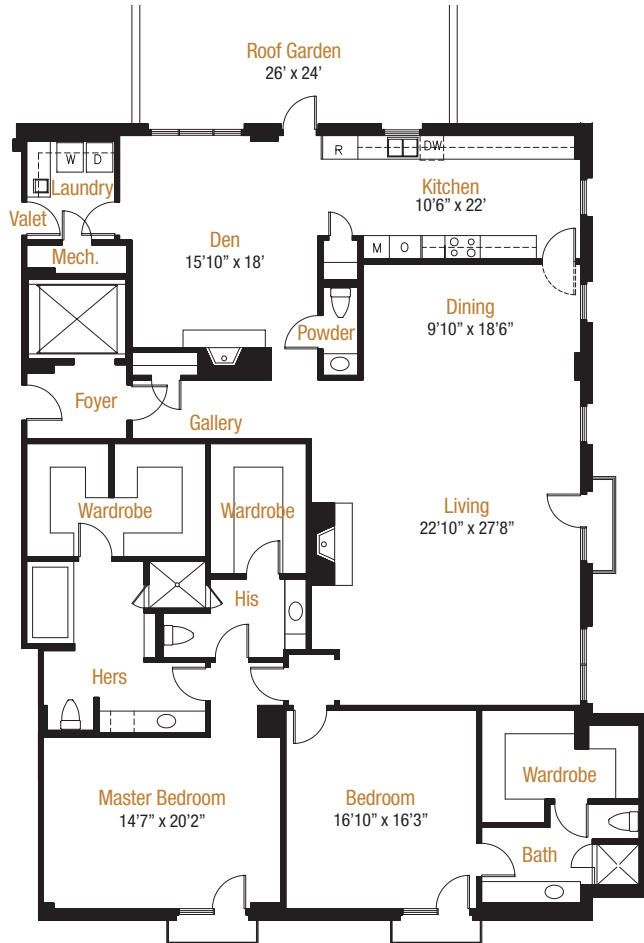 Roof Garden
26’ x 24’
W
D
R
DW
Laundry
Kitchen
10’6” x 22’
Valet
Den
15’10” x 18’
Mech.
M
O
Dining
9’10” x 18’6”
Powder
Foyer
Gallery
Wardrobe
Wardrobe
Living
22’10” x 27’8”
His
Hers
Wardrobe
Master Bedroom
14’7” x 20’2”
Bedroom
16’10” x 16’3”
Bath